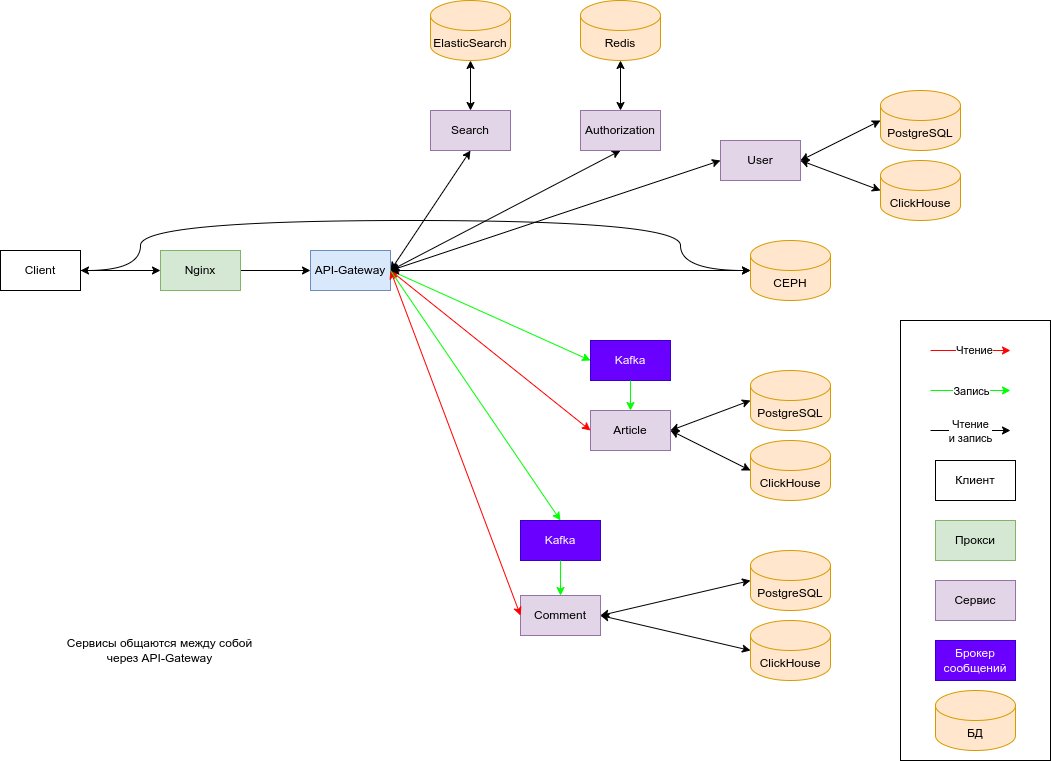 ElasticSearch
Redis
Search
Authorization
User
PostgreSQL
ClickHouse
Client
Nginx
API-Gateway
CEPH
Kafka
Article
PostgreSQL
ClickHouse
Kafka
Comment
PostgreSQL
ClickHouse
Сервисы общаются между собой
через API-Gateway
Чтение
Запись
Чтение
и запись
Клиент
Прокси
Сервис
Брокер
сообщений
БД